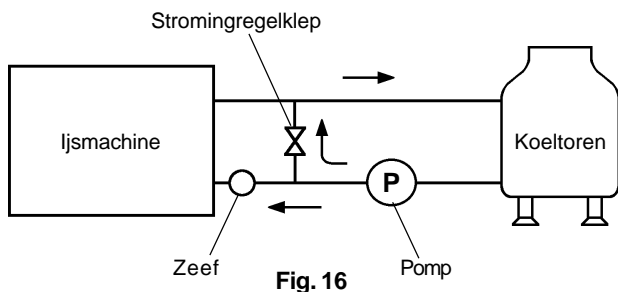 Stromingregelklep
Ijsmachine
Koeltoren
P
Zeef
Pomp
Fig. 16